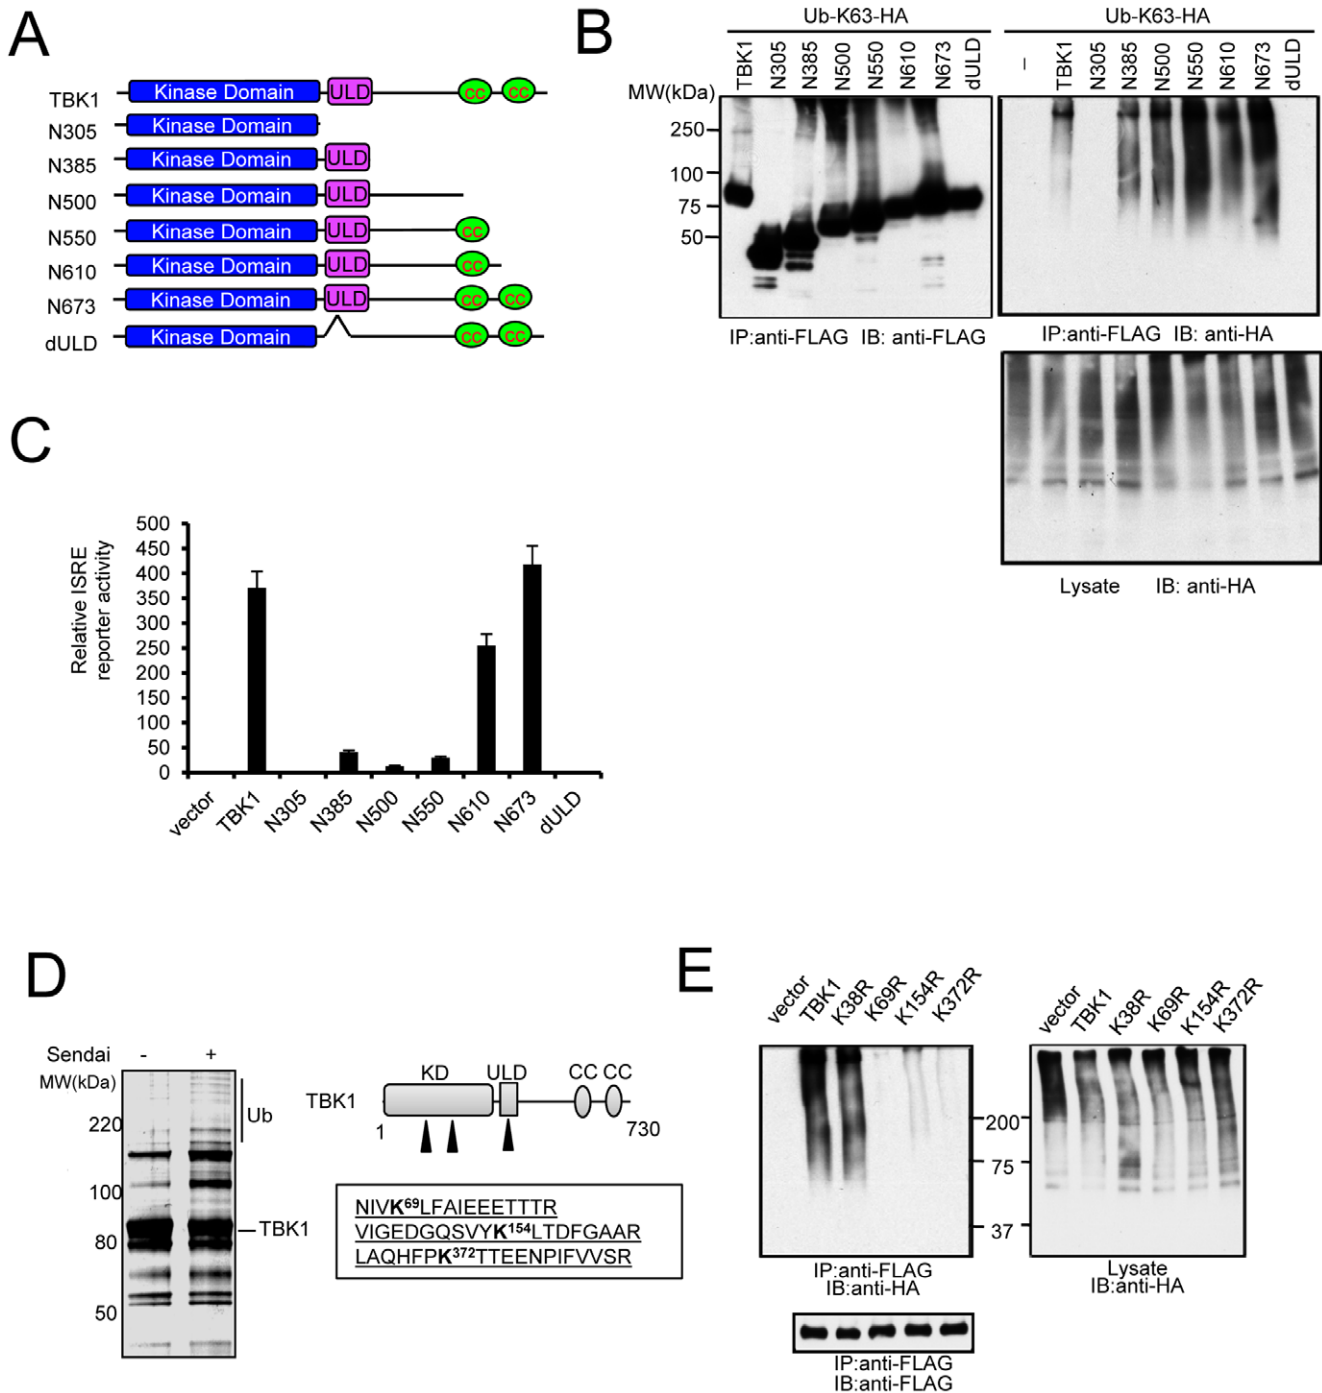 A
TBK1
Kinase Domain
ULD
CC
CC
N305
Kinase Domain
N385
Kinase Domain
ULD
N500
Kinase Domain
ULD
N550
Kinase Domain
ULD
CC
N610
Kinase Domain
ULD
CC
N673
Kinase Domain
ULD
CC
CC
dULD
Kinase Domain
CC
CC
B
Ub-K63-HA
TBK1
N305
N385
N500
N550
N610
N673
dULD
MW(kDa)
250
100
75
50
IP:anti-FLAG IB: anti-FLAG
Ub-K63-HA
–
TBK1
N305
N385
N500
N550
N610
N673
dULD
IP:anti-FLAG IB: anti-HA
Lysate IB: anti-HA
C
Relative ISRE
reporter activity
500
450
400
350
300
250
200
150
100
50
0
vector
TBK1
N305
N385
N500
N550
N610
N673
dULD
D
Sendai - +
MW(kDa)
220
100
80
50
Ub
TBK1
KD
ULD
CC CC
TBK1
1
730
NIVK⁶⁹LFAIEEETTTR
VIGEDGQSVYK¹⁵⁴LTDFGAAR
LAQHFPK³⁷²TTEENPIFVVSR
E
vector
TBK1
K38R
K69R
K154R
K372R
IP:anti-FLAG
IB:anti-HA
IP:anti-FLAG
IB:anti-FLAG
vector
TBK1
K38R
K69R
K154R
K372R
200
75
37
Lysate
IB:anti-HA